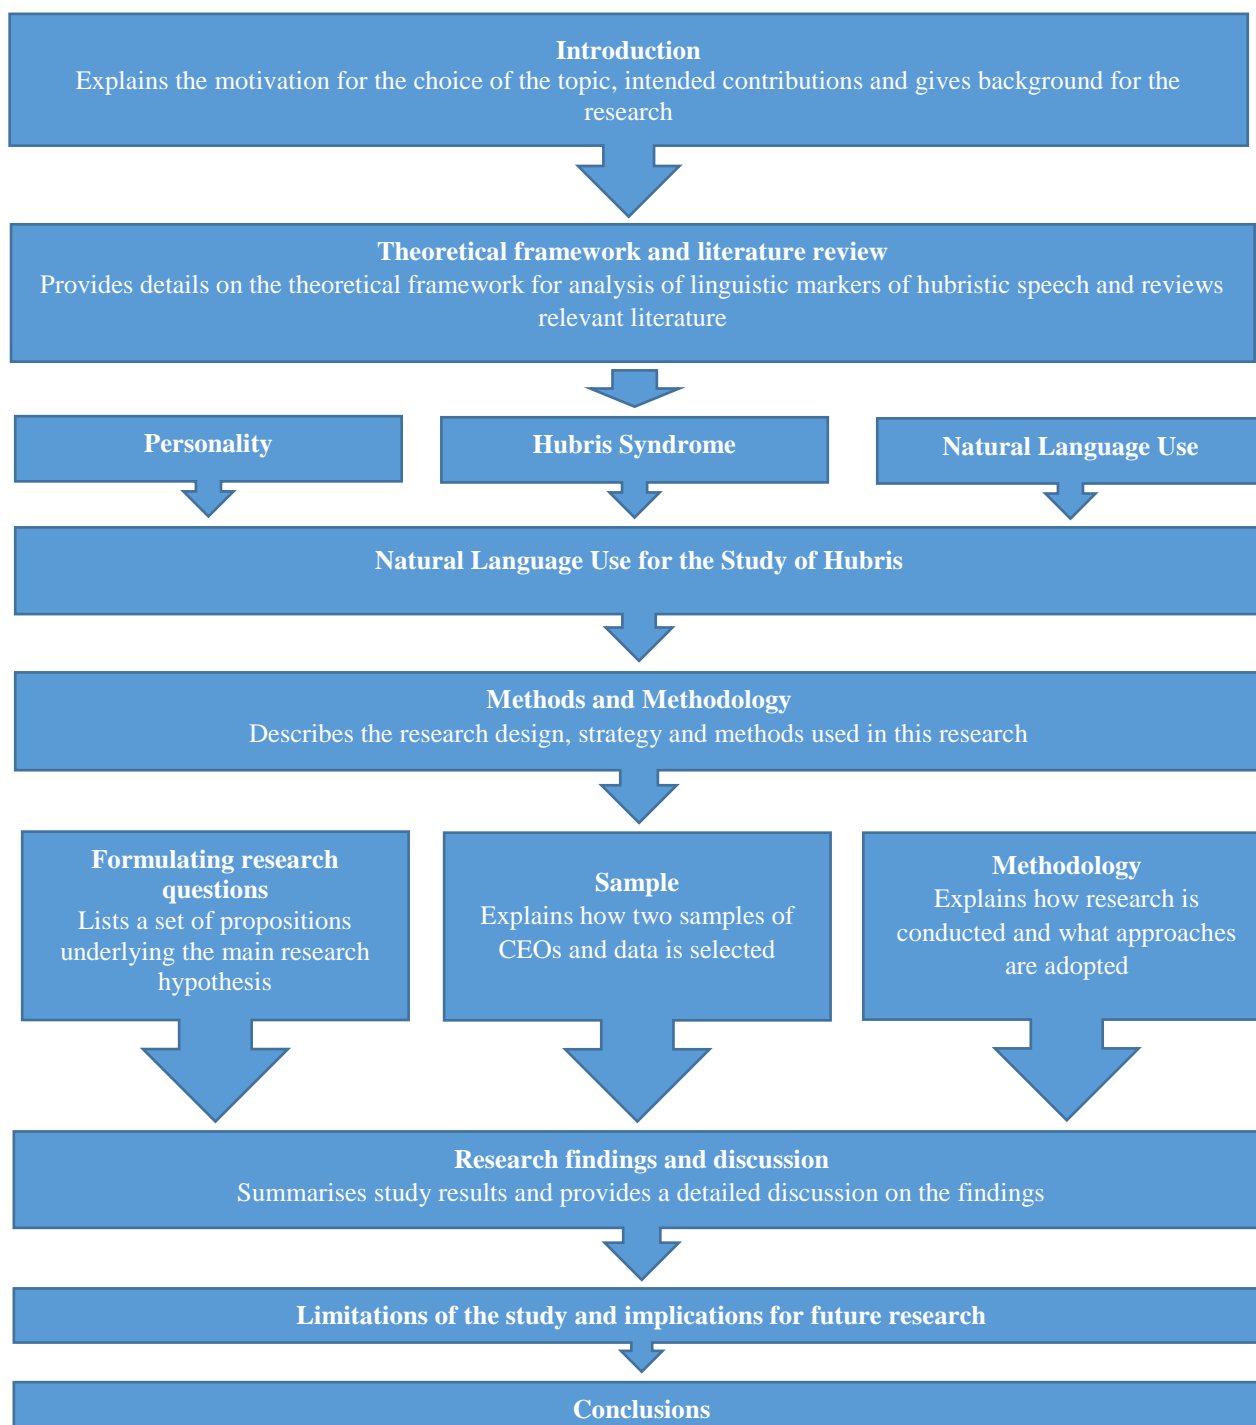 Introduction
Explains the motivation for the choice of the topic, intended contributions and gives background for the
research
Theoretical framework and literature review
Provides details on the theoretical framework for analysis of linguistic markers of hubristic speech and reviews
relevant literature
Personality
Hubris Syndrome
Natural Language Use
Natural Language Use for the Study of Hubris
Methods and Methodology
Describes the research design, strategy and methods used in this research
Formulating research
questions
Lists a set of propositions
underlying the main research
hypothesis
Sample
Explains how two samples of
CEOs and data is selected
Methodology
Explains how research is
conducted and what approaches
are adopted
Research findings and discussion
Summarises study results and provides a detailed discussion on the findings
Limitations of the study and implications for future research
Conclusions